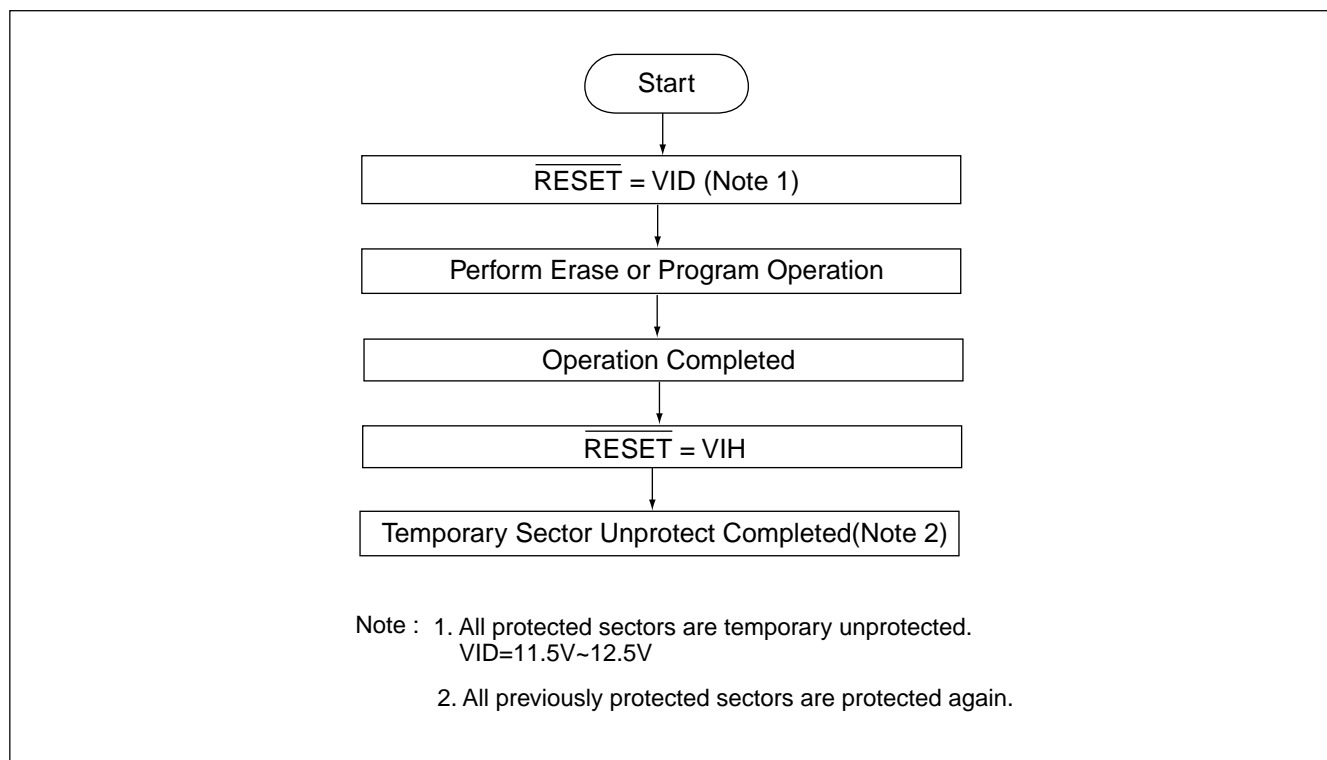 Start
RESET = VID (Note 1)
Perform Erase or Program Operation
Operation Completed
RESET = VIH
Temporary Sector Unprotect Completed(Note 2)
Note : 1. All protected sectors are temporary unprotected.
VID=11.5V~12.5V
2. All previously protected sectors are protected again.